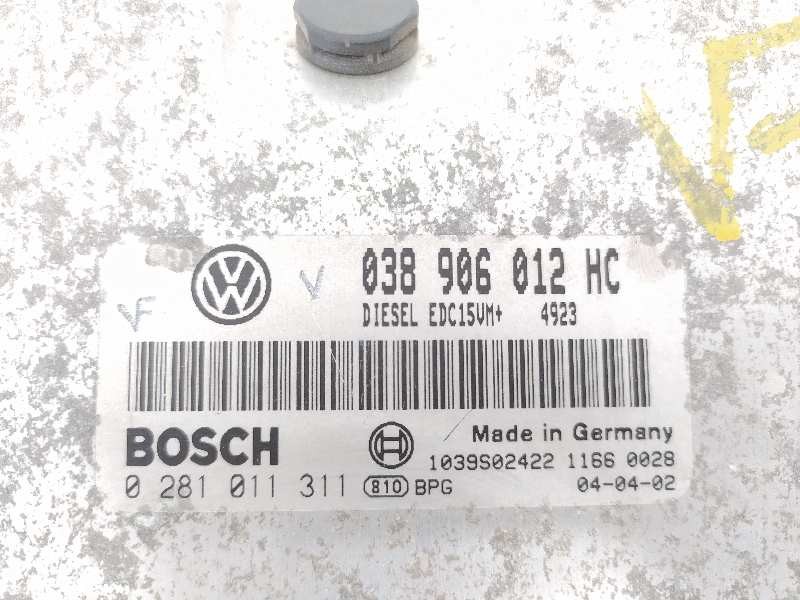 VF
V
038 906 012 HC
DIESEL EDC15VM+ 4923
BOSCH
Made in Germany
1039S02422 1166 0028
0 281 011 311 810 BPG 04-04-02